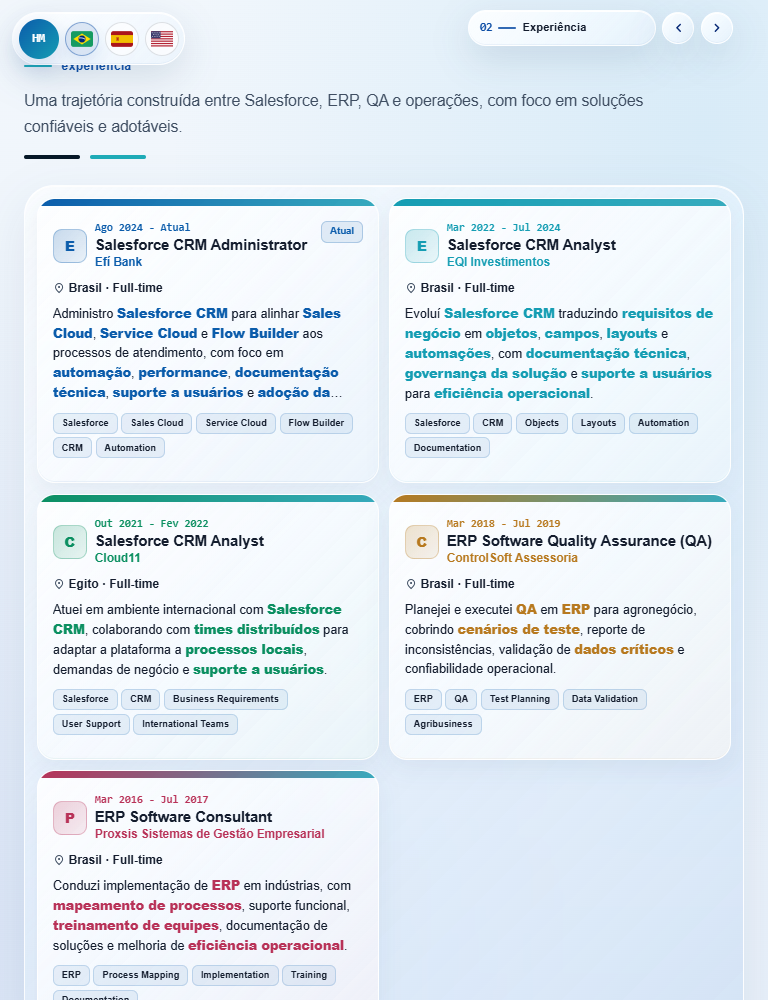 HM
02 Experiência
experiência
Uma trajetória construída entre Salesforce, ERP, QA e operações, com foco em soluções
confiáveis e adotáveis.
E
Ago 2024 - Atual
Salesforce CRM Administrator
Efí Bank
Atual
Brasil · Full-time
Administro Salesforce CRM para alinhar Sales
Cloud, Service Cloud e Flow Builder aos
processos de atendimento, com foco em
automação, performance, documentação
técnica, suporte a usuários e adoção da...
Salesforce Sales Cloud Service Cloud Flow Builder
CRM Automation
E
Mar 2022 - Jul 2024
Salesforce CRM Analyst
EQI Investimentos
Brasil · Full-time
Evoluí Salesforce CRM traduzindo requisitos de
negócio em objetos, campos, layouts e
automações, com documentação técnica,
governança da solução e suporte a usuários
para eficiência operacional.
Salesforce CRM Objects Layouts Automation
Documentation
C
Out 2021 - Fev 2022
Salesforce CRM Analyst
Cloud11
Egito · Full-time
Atuei em ambiente internacional com Salesforce
CRM, colaborando com times distribuídos para
adaptar a plataforma a processos locais,
demandas de negócio e suporte a usuários.
Salesforce CRM Business Requirements
User Support International Teams
C
Mar 2018 - Jul 2019
ERP Software Quality Assurance (QA)
ControlSoft Assessoria
Brasil · Full-time
Planejei e executei QA em ERP para agronegócio,
cobrindo cenários de teste, reporte de
inconsistências, validação de dados críticos e
confiabilidade operacional.
ERP QA Test Planning Data Validation
Agribusiness
P
Mar 2016 - Jul 2017
ERP Software Consultant
Proxsis Sistemas de Gestão Empresarial
Brasil · Full-time
Conduzi implementação de ERP em indústrias, com
mapeamento de processos, suporte funcional,
treinamento de equipes, documentação de
soluções e melhoria de eficiência operacional.
ERP Process Mapping Implementation Training
Documentation